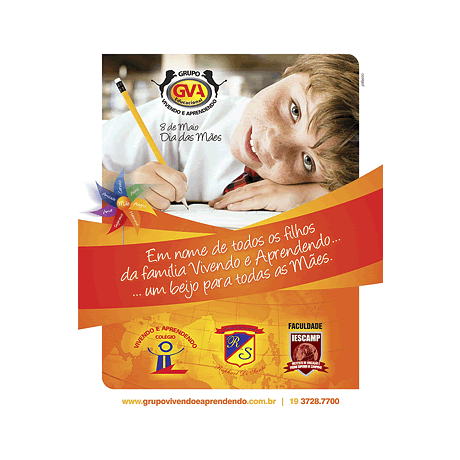 GRUPO
GVA
Educacional
VIVENDO E APRENDENDO
8 de Maio
Dia das Mães
Mãe
Em nome de todos os filhos
da família Vivendo e Aprendendo...
... um beijo para todas as Mães.
VIVENDO E APRENDENDO
COLÉGIO
R S
FACULDADE
IESCAMP
www.grupovivendoeaprendendo.com.br | 19 3728.7700